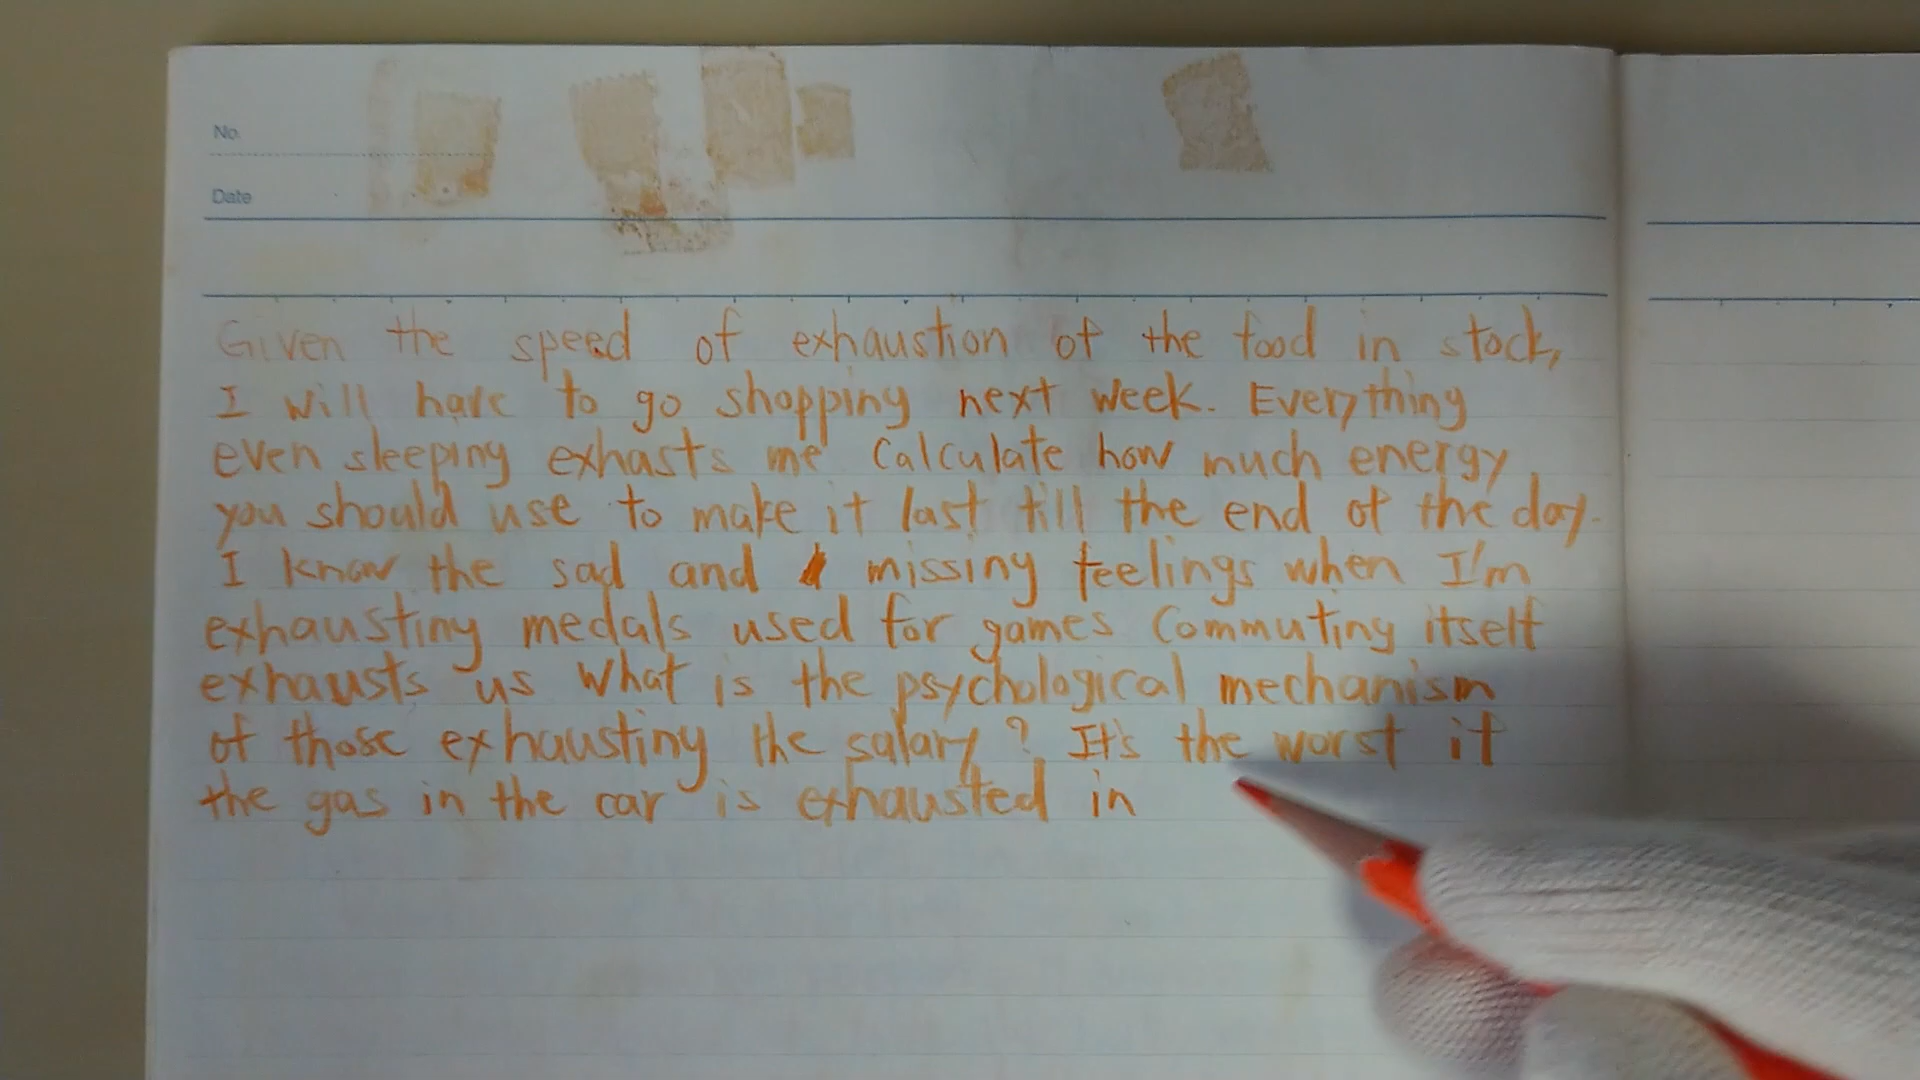 No.
Date
Given the speed of exhaustion of the food in stock,
I will have to go shopping next week. Everything
even sleeping exhasts me Calculate how much energy
you should use to make it last till the end of the day.
I know the sad and missing feelings when I'm
exhausting medals used for games Commuting itself
exhausts us What is the psychological mechanism
of those exhausting the salary? It's the worst if
the gas in the car is exhausted in